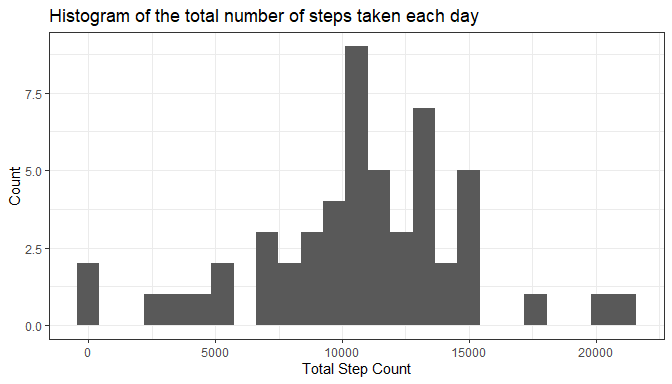 Histogram of the total number of steps taken each day
Count
7.5
5.0
2.5
0.0
0 5000 10000 15000 20000
Total Step Count